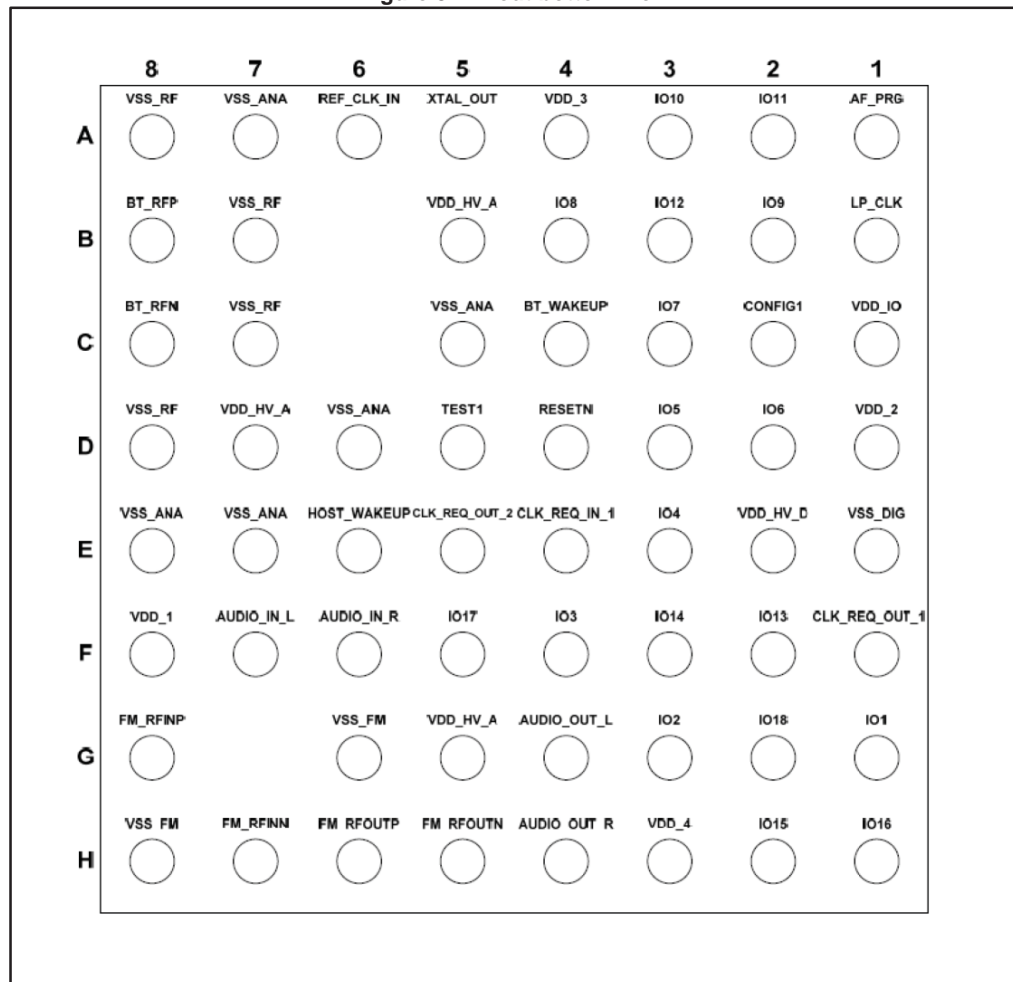 8 7 6 5 4 3 2 1
VSS_RF VSS_ANA REF_CLK_IN XTAL_OUT VDD_3 IO10 IO11 AF_PRG
A
BT_RFP VSS_RF VDD_HV_A IO8 IO12 IO9 LP_CLK
B
BT_RFN VSS_RF VSS_ANA BT_WAKEUP IO7 CONFIG1 VDD_IO
C
VSS_RF VDD_HV_A VSS_ANA TEST1 RESETN IO5 IO6 VDD_2
D
VSS_ANA VSS_ANA HOST_WAKEUP CLK_REQ_OUT_2 CLK_REQ_IN_1 IO4 VDD_HV_D VSS_DIG
E
VDD_1 AUDIO_IN_L AUDIO_IN_R IO17 IO3 IO14 IO13 CLK_REQ_OUT_1
F
FM_RFINP VSS_FM VDD_HV_A AUDIO_OUT_L IO2 IO18 IO1
G
VSS_FM FM_RFINN FM_RFOUTP FM_RFOUTN AUDIO_OUT_R VDD_4 IO15 IO16
H